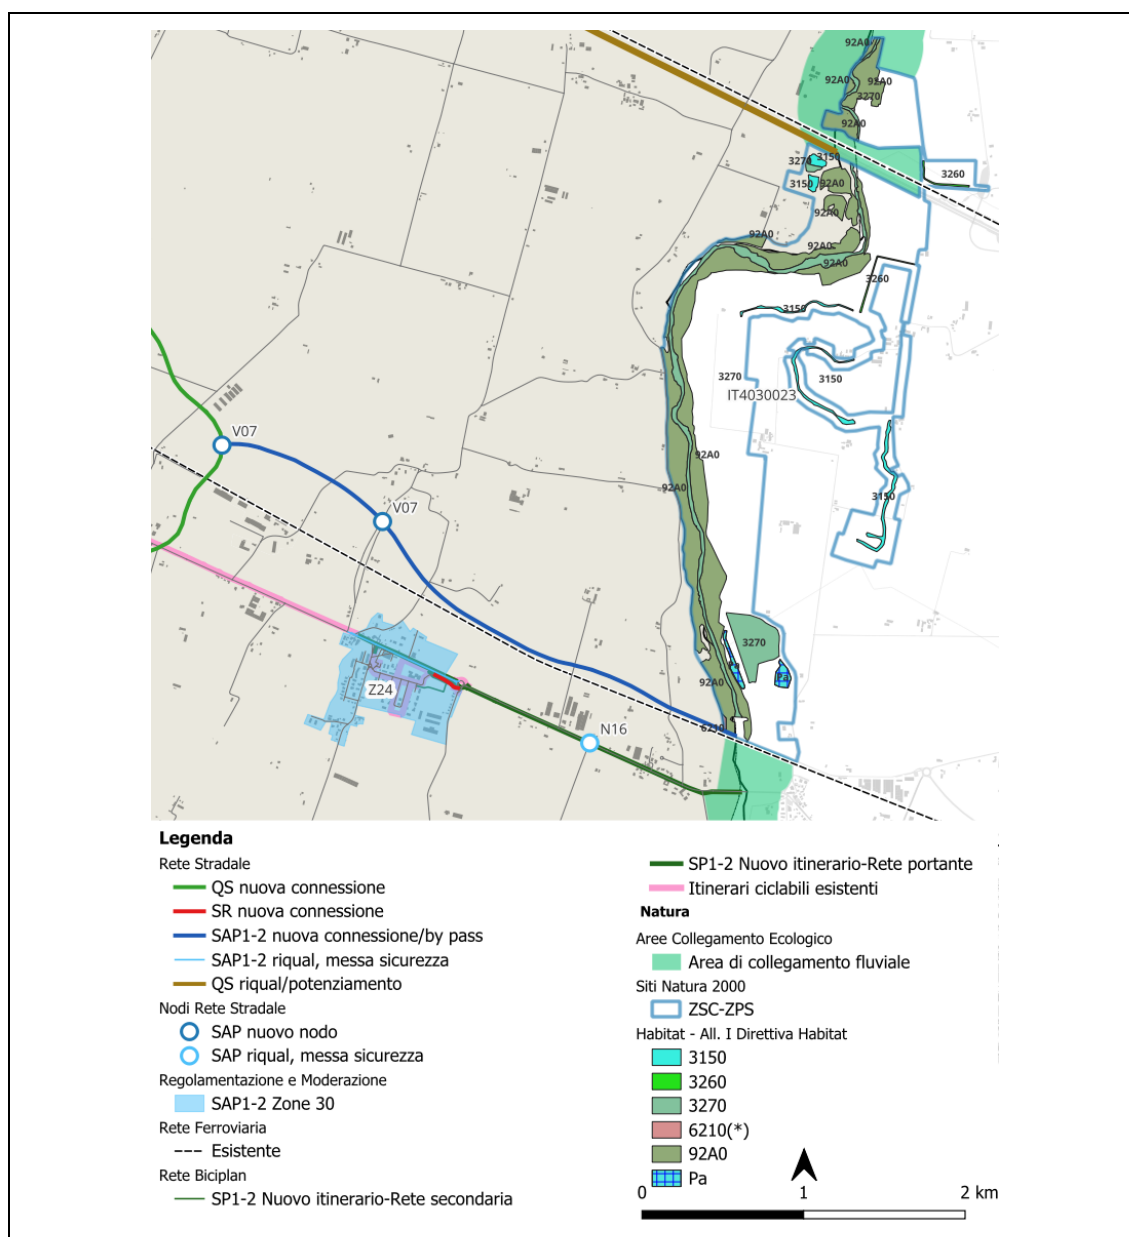 92A0
92A0
92A0
3270
92A0
3150
3270
3260
3150
92A0
92A0
92A0
92A0
92A0
3260
3150
3270
3150
IT4030023
V07
92A0
92A0
3150
V07
3270
Pa
Pa
92A0
Z24
N16
6210
Legenda
Rete Stradale
QS nuova connessione
SR nuova connessione
SAP1-2 nuova connessione/by pass
SAP1-2 riqual, messa sicurezza
QS riqual/potenziamento
Nodi Rete Stradale
SAP nuovo nodo
SAP riqual, messa sicurezza
Regolamentazione e Moderazione
SAP1-2 Zone 30
Rete Ferroviaria
Esistente
Rete Biciplan
SP1-2 Nuovo itinerario-Rete secondaria
SP1-2 Nuovo itinerario-Rete portante
Itinerari ciclabili esistenti
Natura
Aree Collegamento Ecologico
Area di collegamento fluviale
Siti Natura 2000
ZSC-ZPS
Habitat - All. I Direttiva Habitat
3150
3260
3270
6210(*)
92A0
Pa
0 1 2 km